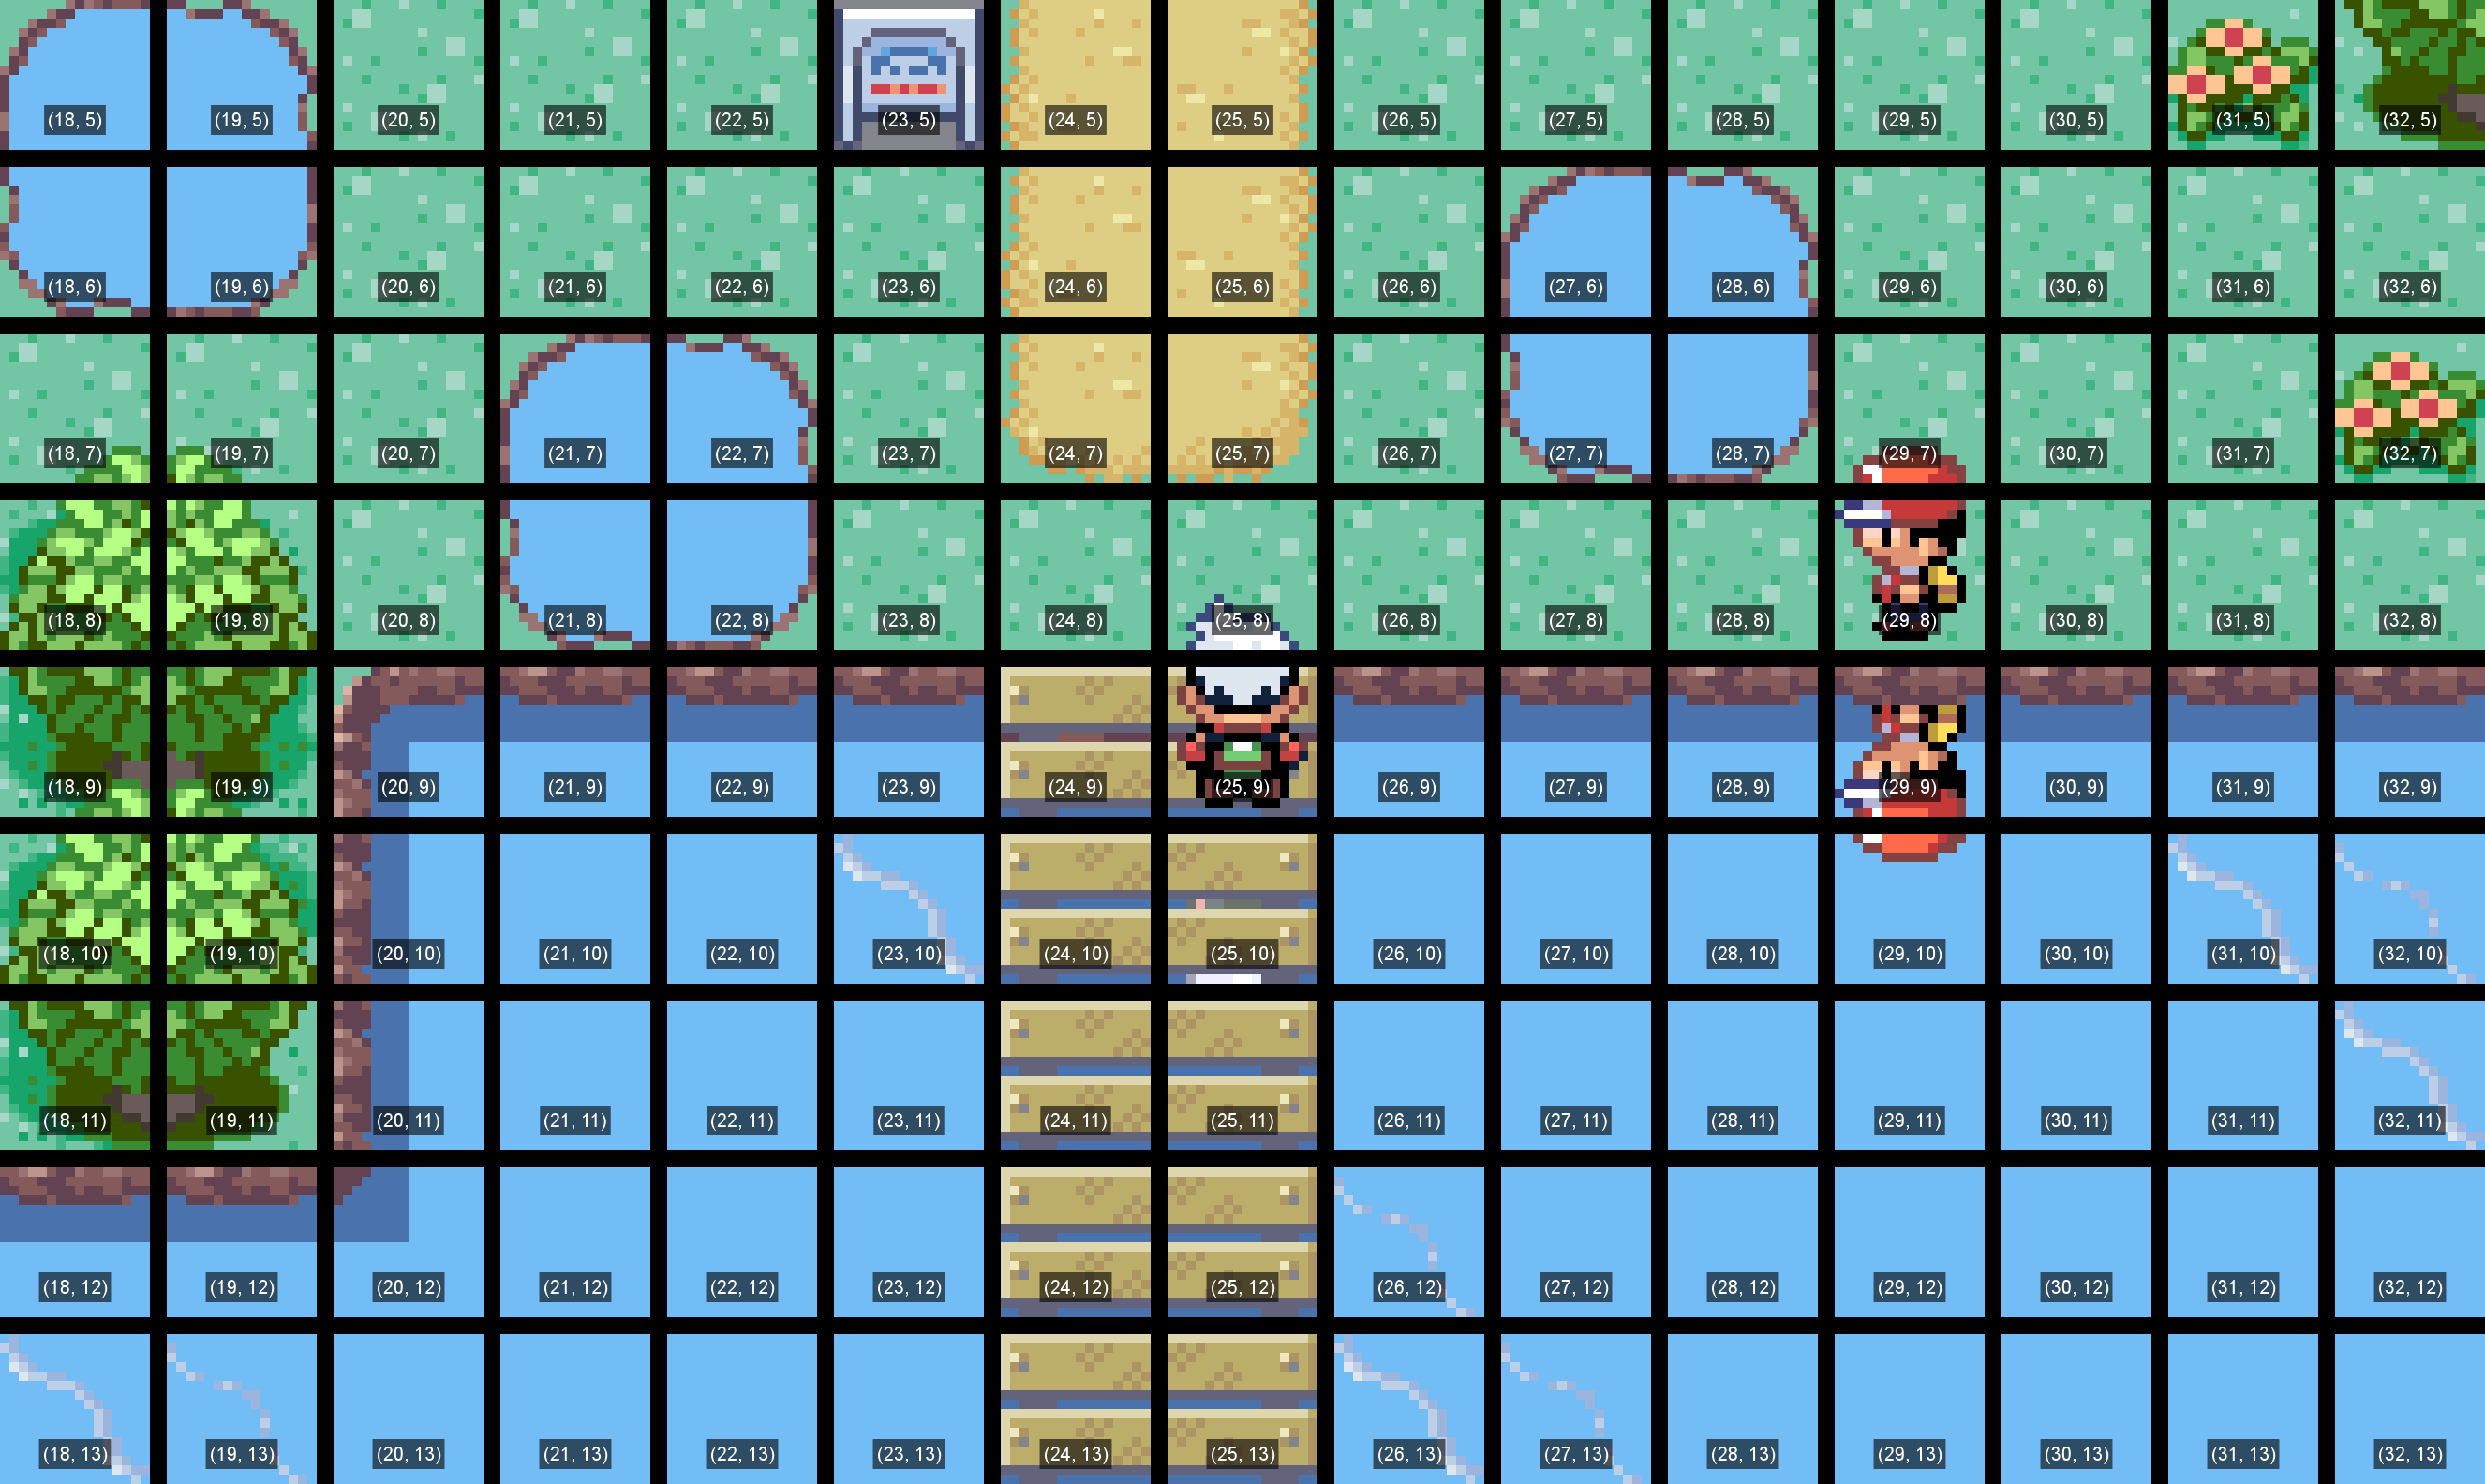 (18, 5) (19, 5) (20, 5) (21, 5) (22, 5) (23, 5) (24, 5) (25, 5) (26, 5) (27, 5) (28, 5) (29, 5) (30, 5) (31, 5) (32, 5)
(18, 6) (19, 6) (20, 6) (21, 6) (22, 6) (23, 6) (24, 6) (25, 6) (26, 6) (27, 6) (28, 6) (29, 6) (30, 6) (31, 6) (32, 6)
(18, 7) (19, 7) (20, 7) (21, 7) (22, 7) (23, 7) (24, 7) (25, 7) (26, 7) (27, 7) (28, 7) (29, 7) (30, 7) (31, 7) (32, 7)
(18, 8) (19, 8) (20, 8) (21, 8) (22, 8) (23, 8) (24, 8) (25, 8) (26, 8) (27, 8) (28, 8) (29, 8) (30, 8) (31, 8) (32, 8)
(18, 9) (19, 9) (20, 9) (21, 9) (22, 9) (23, 9) (24, 9) (25, 9) (26, 9) (27, 9) (28, 9) (29, 9) (30, 9) (31, 9) (32, 9)
(18, 10) (19, 10) (20, 10) (21, 10) (22, 10) (23, 10) (24, 10) (25, 10) (26, 10) (27, 10) (28, 10) (29, 10) (30, 10) (31, 10) (32, 10)
(18, 11) (19, 11) (20, 11) (21, 11) (22, 11) (23, 11) (24, 11) (25, 11) (26, 11) (27, 11) (28, 11) (29, 11) (30, 11) (31, 11) (32, 11)
(18, 12) (19, 12) (20, 12) (21, 12) (22, 12) (23, 12) (24, 12) (25, 12) (26, 12) (27, 12) (28, 12) (29, 12) (30, 12) (31, 12) (32, 12)
(18, 13) (19, 13) (20, 13) (21, 13) (22, 13) (23, 13) (24, 13) (25, 13) (26, 13) (27, 13) (28, 13) (29, 13) (30, 13) (31, 13) (32, 13)